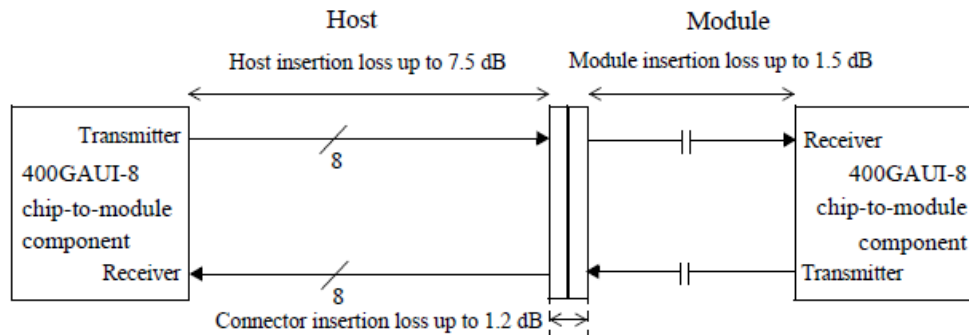 Host
Module
Host insertion loss up to 7.5 dB
Module insertion loss up to 1.5 dB
Transmitter
8
400GAUI-8
chip-to-module
component
Receiver
8
Receiver
400GAUI-8
chip-to-module
component
Transmitter
Connector insertion loss up to 1.2 dB